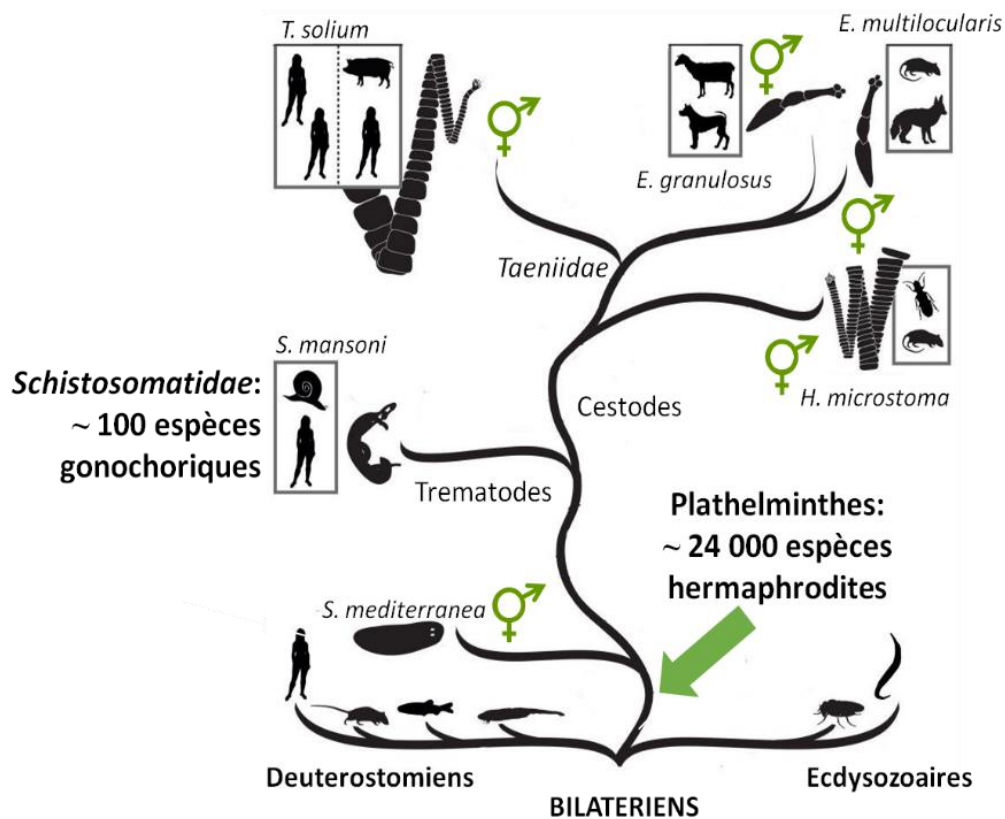 T. solium
E. multilocularis
E. granulosus
Taeniidae
S. mansoni
Schistosomatidae:
~ 100 espèces
gonochoriques
H. microstoma
Cestodes
Trematodes
Plathelminthes:
~ 24 000 espèces
hermaphrodites
S. mediterranea
Deuterostomiens
Ecdysozoaires
BILATERIENS